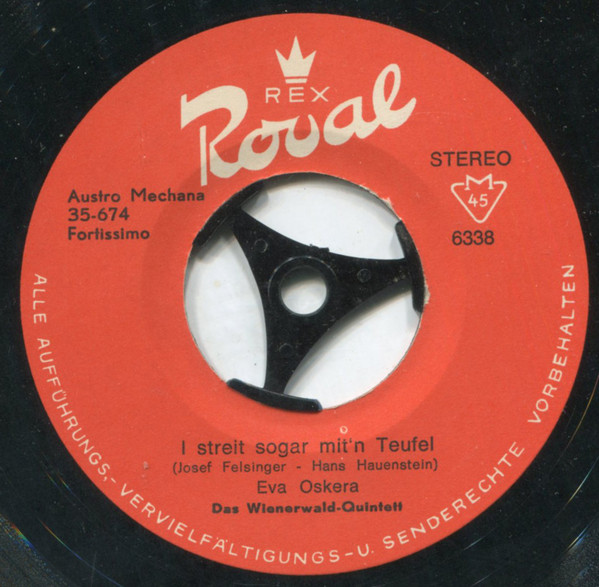 REX
Royal
STEREO
45
6338
Austro Mechana
35-674
Fortissimo
I streit sogar mit'n Teufel
(Josef Felsinger - Hans Hauenstein)
Eva Oskera
Das Wienerwald-Quintett
ALLE AUFFÜHRUNGS,-VERVIELFÄLTIGUNGS-U. SENDERECHTE VORBEHALTEN